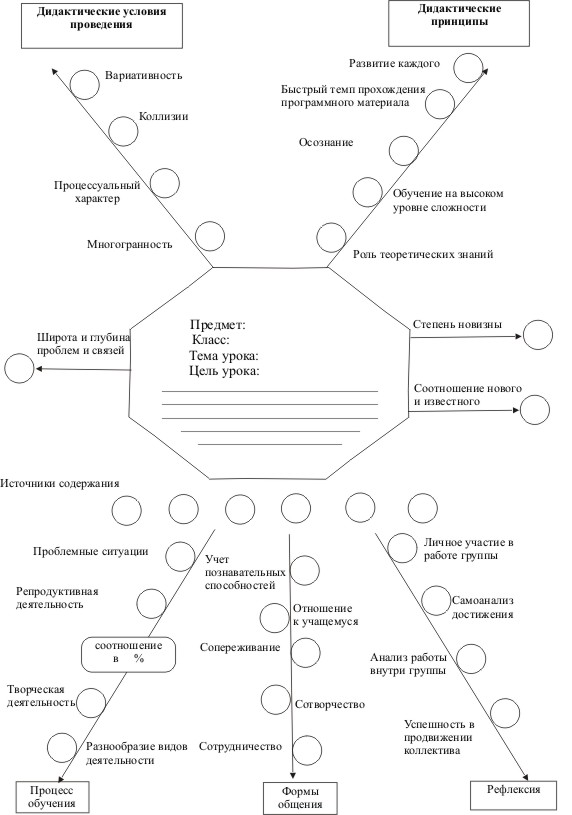 Дидактические условия
проведения
Дидактические
принципы
Вариативность
Коллизии
Процессуальный
характер
Многогранность
Развитие каждого
Быстрый темп прохождения
программного материала
Осознание
Обучение на высоком
уровне сложности
Роль теоретических знаний
Широта и глубина
проблем и связей
Предмет:
Класс:
Тема урока:
Цель урока:
Степень новизны
Соотношение нового
и известного
Источники содержания
Проблемные ситуации
Репродуктивная
деятельность
соотношение
в %
Творческая
деятельность
Разнообразие видов
деятельности
Процесс
обучения
Учет
познавательных
способностей
Отношение
к учащемуся
Сопереживание
Сотворчество
Сотрудничество
Формы
общения
Личное участие в
работе группы
Самоанализ
достижения
Анализ работы
внутри группы
Успешность в
продвижении
коллектива
Рефлексия